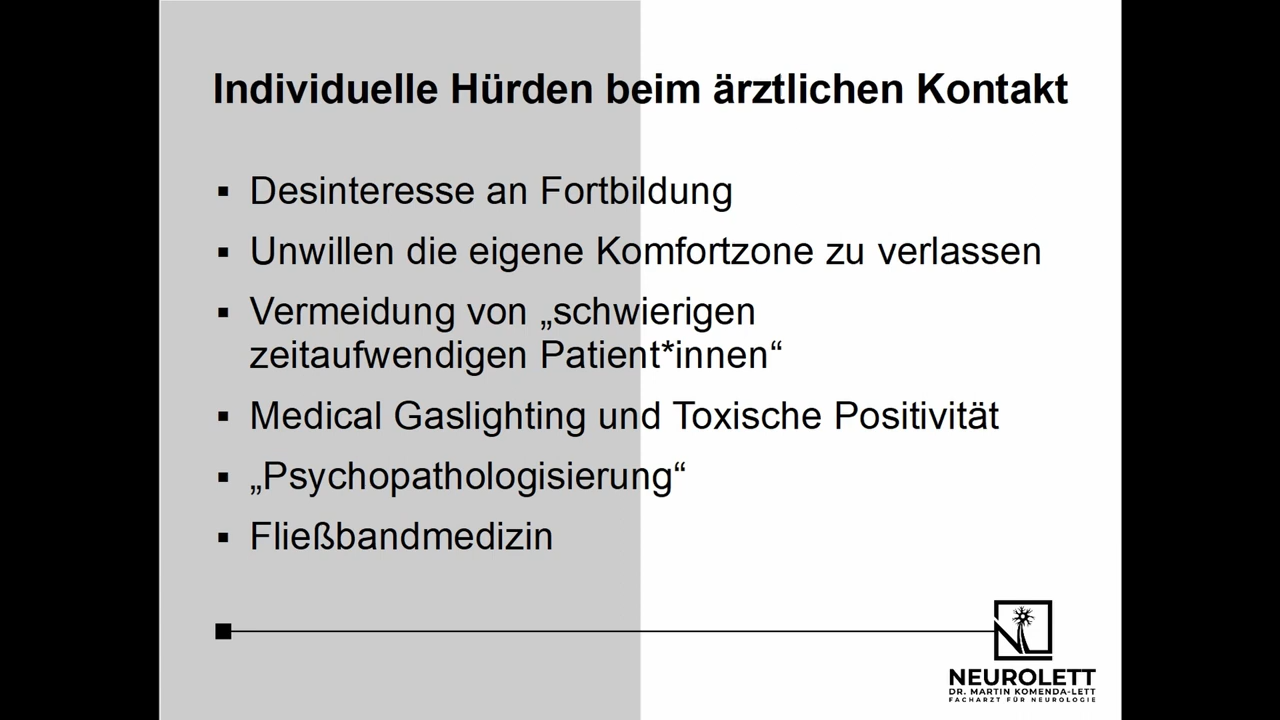 Individuelle Hürden beim ärztlichen Kontakt
▪ Desinteresse an Fortbildung
▪ Unwillen die eigene Komfortzone zu verlassen
▪ Vermeidung von „schwierigen
zeitaufwendigen Patient*innen“
▪ Medical Gaslighting und Toxische Positivität
▪ „Psychopathologisierung“
▪ Fließbandmedizin
NEUROLETT
DR. MARTIN KOMENDA-LETT
FACHARZT FÜR NEUROLOGIE